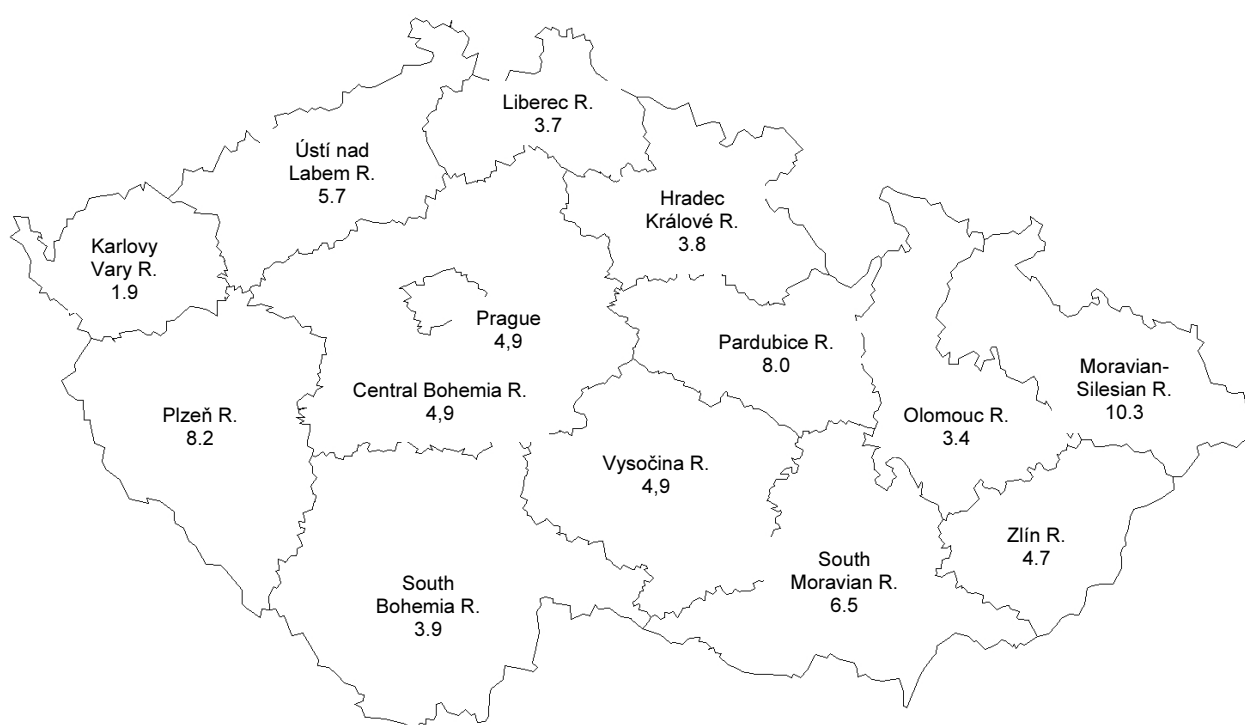 Liberec R.
3.7
Ústí nad
Labem R.
5.7
Hradec
Králové R.
3.8
Karlovy
Vary R.
1.9
Prague
4,9
Pardubice R.
8.0
Moravian-
Silesian R.
10.3
Central Bohemia R.
4,9
Plzeň R.
8.2
Olomouc R.
3.4
Vysočina R.
4,9
Zlín R.
4.7
South
Moravian R.
6.5
South
Bohemia R.
3.9